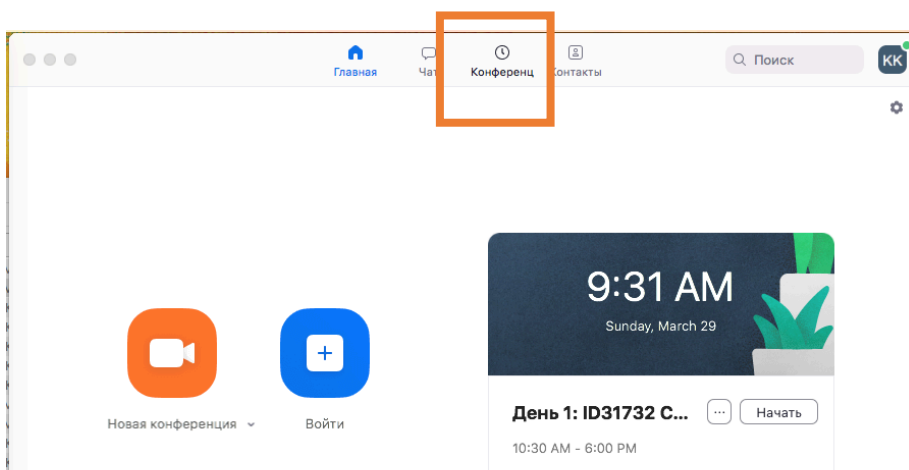 Главная
Чат
Конференц
Контакты
Поиск
КК
9:31 AM
Sunday, March 29
Новая конференция
Войти
День 1: ID31732 C...
Начать
10:30 AM - 6:00 PM